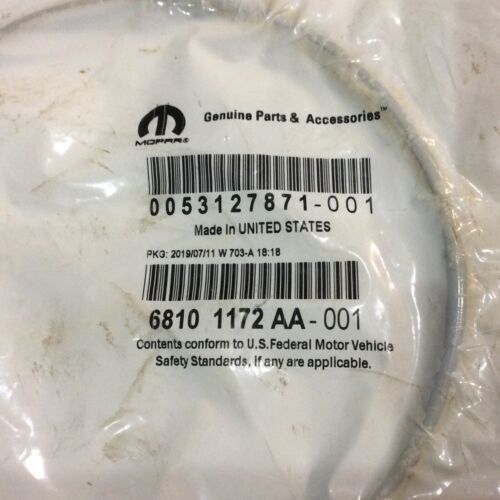 MOPAR®
Genuine Parts & Accessories™
0053127871-001
Made In UNITED STATES
PKG: 2019/07/11 W 703-A 18:18
6810 1172 AA-001
Contents conform to U.S.Federal Motor Vehicle
Safety Standards, if any are applicable.